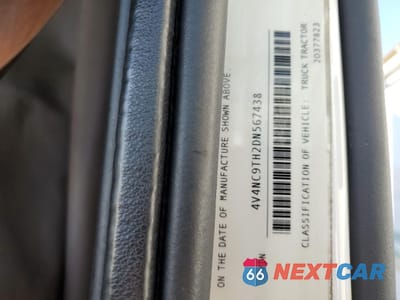 ON THE DATE OF MANUFACTURE SHOWN ABOVE.
4V4NC9TH2DN567438
CLASSIFICATION OF VEHICLE: TRUCK TRACTOR
20377823
66 NEXTCAR